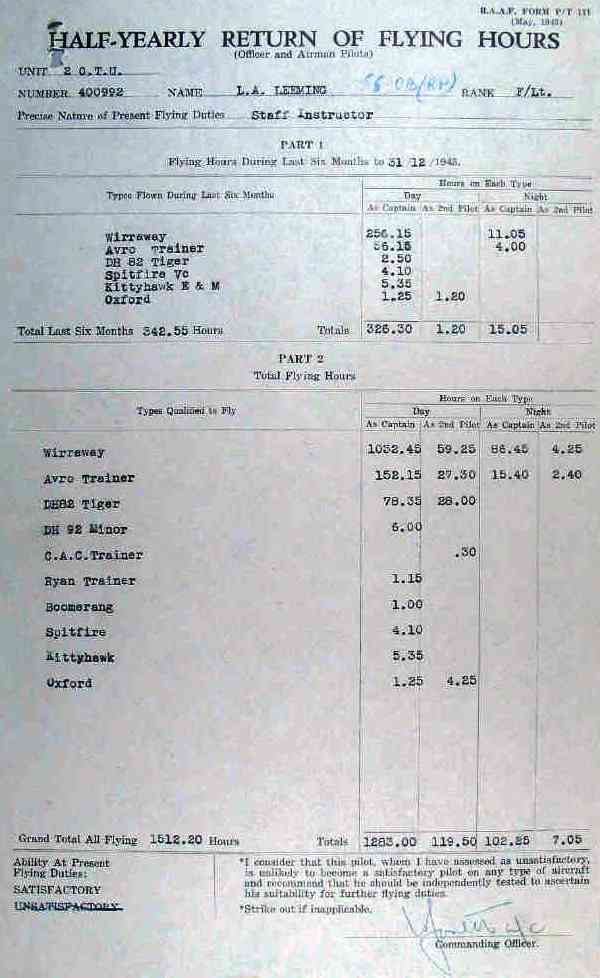 R.A.A.F. FORM P/T 111
(May, 1943)
HALF-YEARLY RETURN OF FLYING HOURS
(Officer and Airman Pilots)
UNIT 2 O.T.U.
NUMBER 400992 NAME L.A. LEEMING RANK F/Lt.
Precise Nature of Present Flying Duties Staff Instructor
PART 1
Flying Hours During Last Six Months to 31/12/1943.
Types Flown During Last Six Months Hours on Each Type
Day Night
As Captain As 2nd Pilot As Captain As 2nd Pilot
Wirraway 256.15 11.05
Avro Trainer 56.15 4.00
DH 82 Tiger 2.50
Spitfire Vc 4.10
Kittyhawk E & M 5.35
Oxford 1.25 1.20
Total Last Six Months 342.55 Hours Totals 326.30 1.20 15.05
PART 2
Total Flying Hours
Types Qualified to Fly Hours on Each Type
Day Night
As Captain As 2nd Pilot As Captain As 2nd Pilot
Wirraway 1032.45 59.25 86.45 4.25
Avro Trainer 152.15 27.30 15.40 2.40
DH82 Tiger 78.35 28.00
DH 92 Minor 6.00
C.A.C.Trainer .30
Ryan Trainer 1.15
Boomerang 1.00
Spitfire 4.10
Kittyhawk 5.35
Oxford 1.25 4.25
Grand Total All Flying 1512.20 Hours Totals 1283.00 119.50 102.25 7.05
Ability At Present
Flying Duties:
SATISFACTORY
UNSATISFACTORY
*I consider that this pilot, whom I have assessed as unsatisfactory,
is unlikely to become a satisfactory pilot on any type of aircraft
and recommend that he should be independently tested to ascertain
his suitability for further flying duties.
*Strike out if inapplicable.
Commanding Officer.